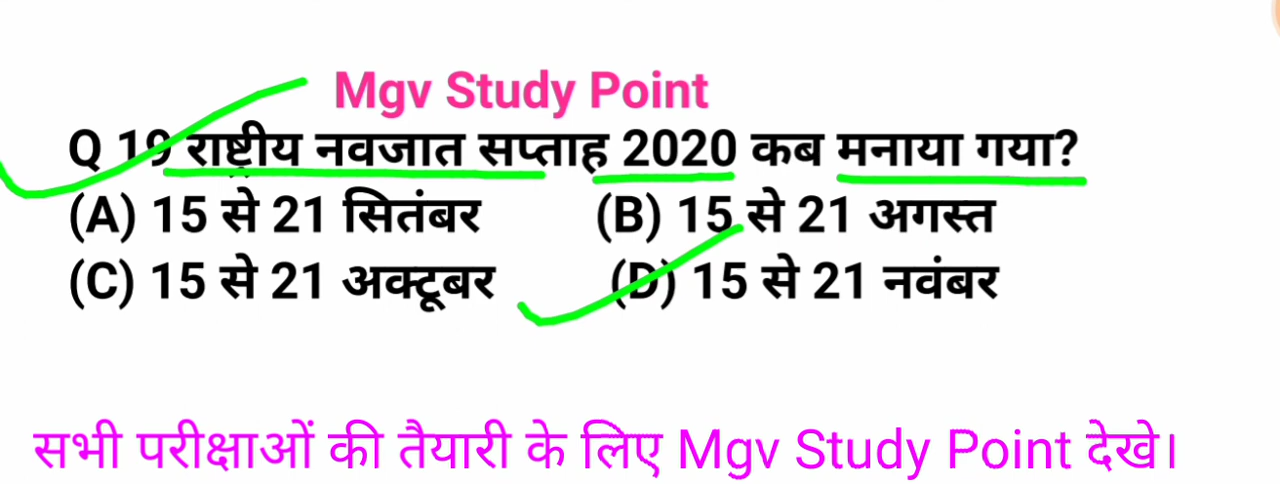 Mgv Study Point
Q 19 राष्ट्रीय नवजात सप्ताह 2020 कब मनाया गया?
(A) 15 से 21 सितंबर (B) 15 से 21 अगस्त
(C) 15 से 21 अक्टूबर (D) 15 से 21 नवंबर
सभी परीक्षाओं की तैयारी के लिए Mgv Study Point देखे।